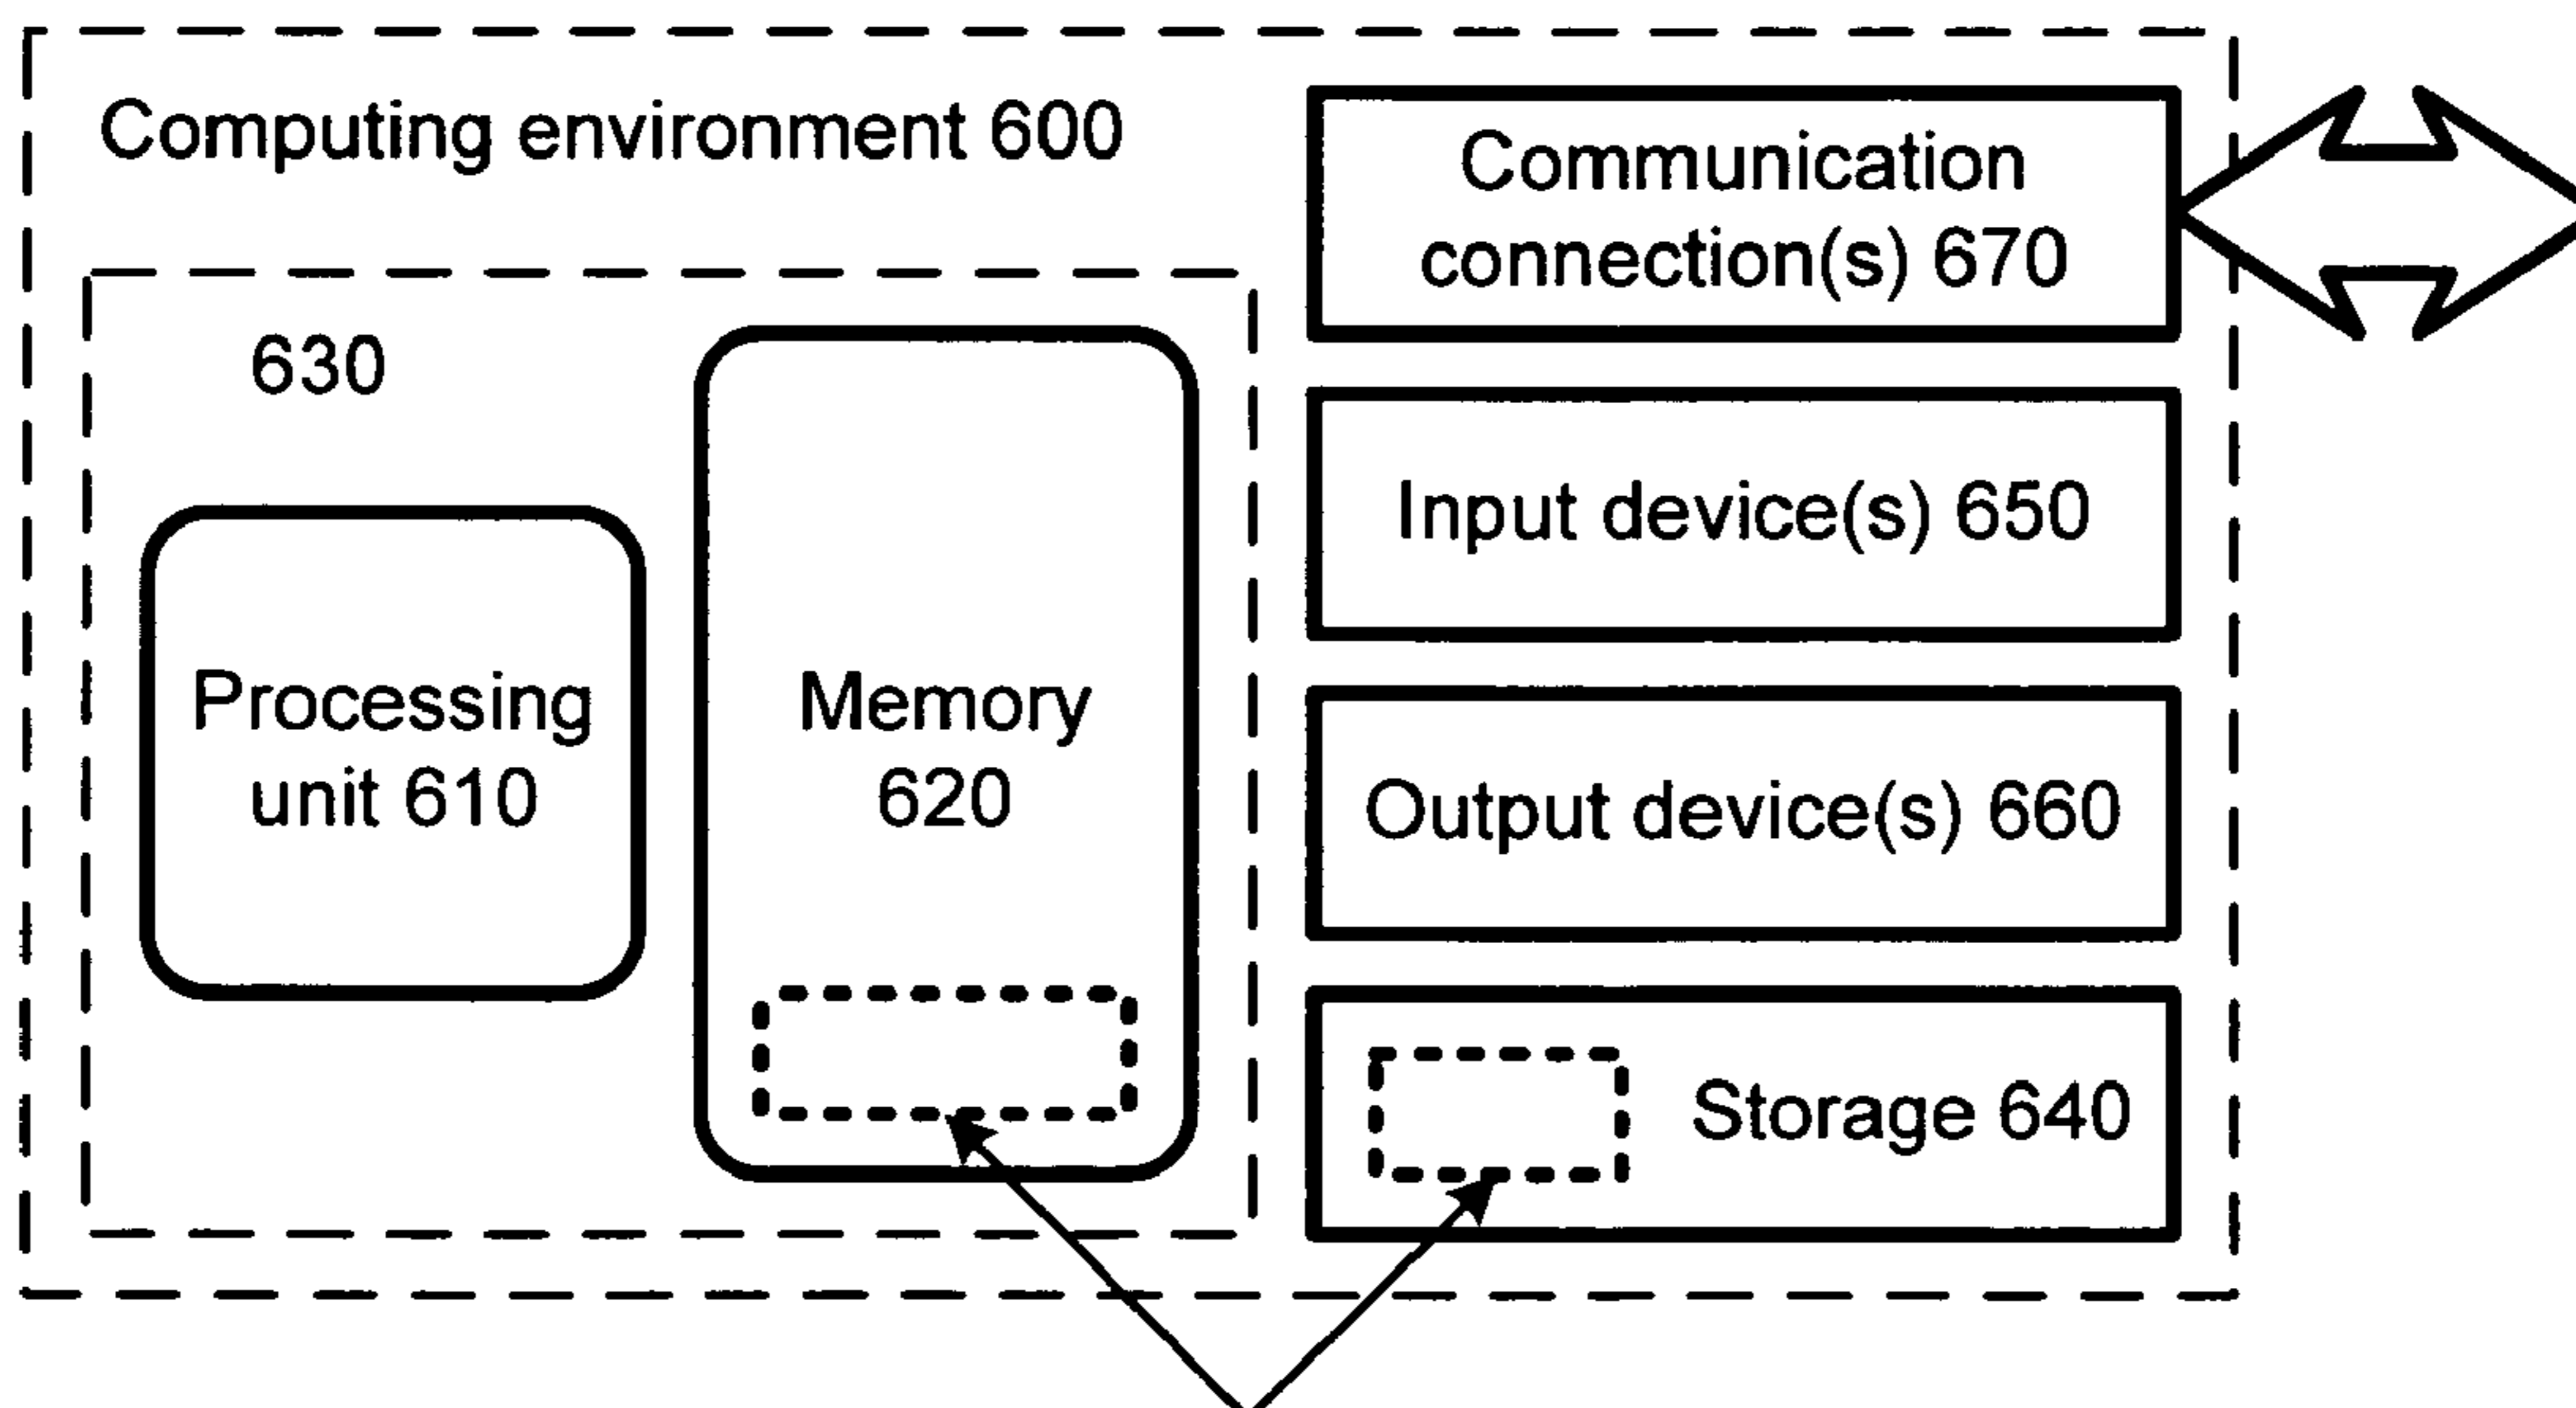 Computing environment 600
Communication
connection(s) 670
630
Input device(s) 650
Processing
unit 610
Memory
620
Output device(s) 660
Storage 640